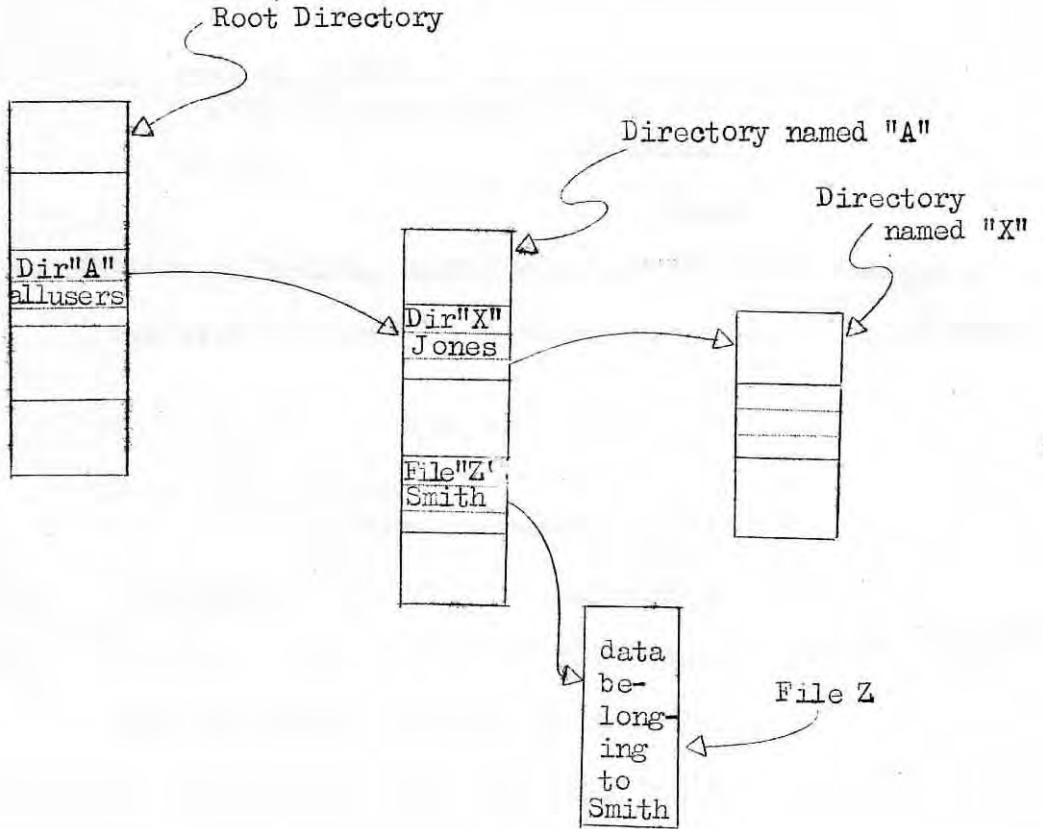 Root Directory
Directory named "A"
Directory
named "X"
Dir"A"
allusers
Dir"X"
Jones
File"Z'
Smith
data
be-
long-
ing
to
Smith
File Z